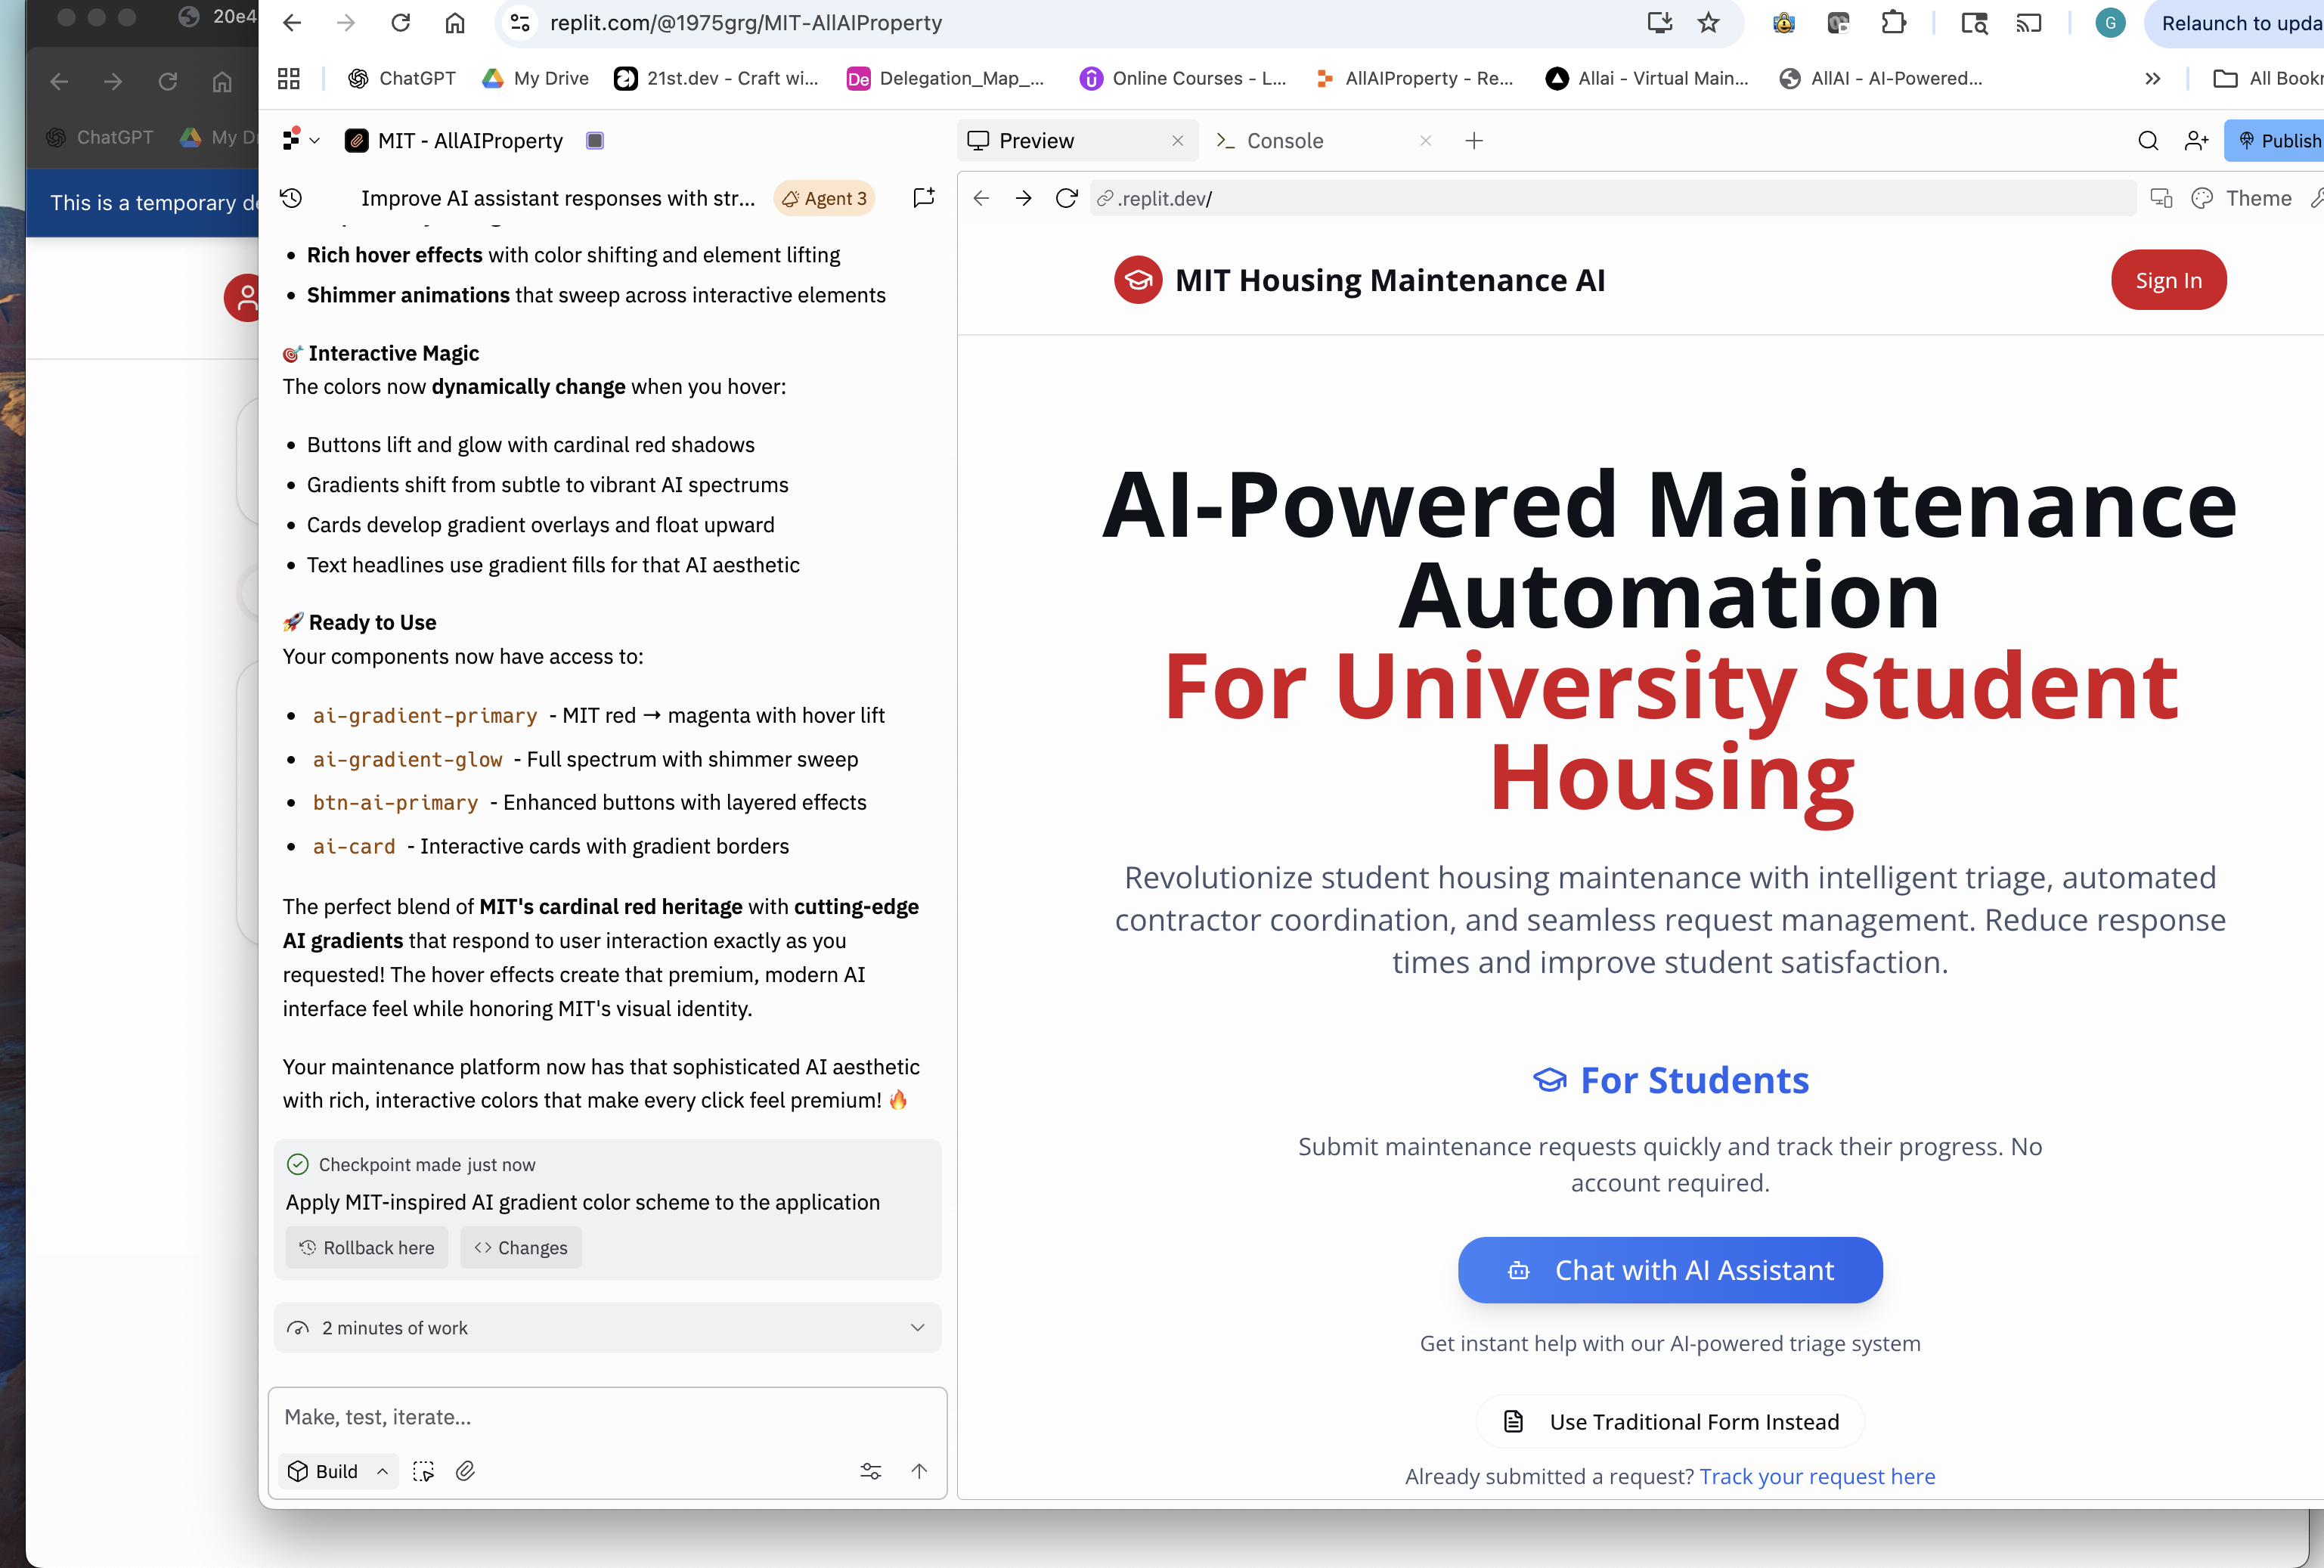 20e4
ChatGPT
My D
This is a temporary de
replit.com/@1975grg/MIT-AllAIProperty
G
Relaunch to upda
ChatGPT
My Drive
21st.dev - Craft wi...
De
Delegation_Map_...
Online Courses - L...
AllAIProperty - Re...
Allai - Virtual Main...
AllAI - AI-Powered...
All Bookr
MIT - AllAIProperty
Improve AI assistant responses with str...
Agent 3
Rich hover effects with color shifting and element lifting
Shimmer animations that sweep across interactive elements
🎯 Interactive Magic
The colors now dynamically change when you hover:
Buttons lift and glow with cardinal red shadows
Gradients shift from subtle to vibrant AI spectrums
Cards develop gradient overlays and float upward
Text headlines use gradient fills for that AI aesthetic
🚀 Ready to Use
Your components now have access to:
ai-gradient-primary - MIT red → magenta with hover lift
ai-gradient-glow - Full spectrum with shimmer sweep
btn-ai-primary - Enhanced buttons with layered effects
ai-card - Interactive cards with gradient borders
The perfect blend of MIT's cardinal red heritage with cutting-edge
AI gradients that respond to user interaction exactly as you
requested! The hover effects create that premium, modern AI
interface feel while honoring MIT's visual identity.
Your maintenance platform now has that sophisticated AI aesthetic
with rich, interactive colors that make every click feel premium! 🔥
Checkpoint made just now
Apply MIT-inspired AI gradient color scheme to the application
Rollback here
Changes
2 minutes of work
Make, test, iterate...
Build
Preview
Console
Publish
.replit.dev/
Theme
MIT Housing Maintenance AI
Sign In
AI-Powered Maintenance
Automation
For University Student
Housing
Revolutionize student housing maintenance with intelligent triage, automated
contractor coordination, and seamless request management. Reduce response
times and improve student satisfaction.
For Students
Submit maintenance requests quickly and track their progress. No
account required.
Chat with AI Assistant
Get instant help with our AI-powered triage system
Use Traditional Form Instead
Already submitted a request? Track your request here